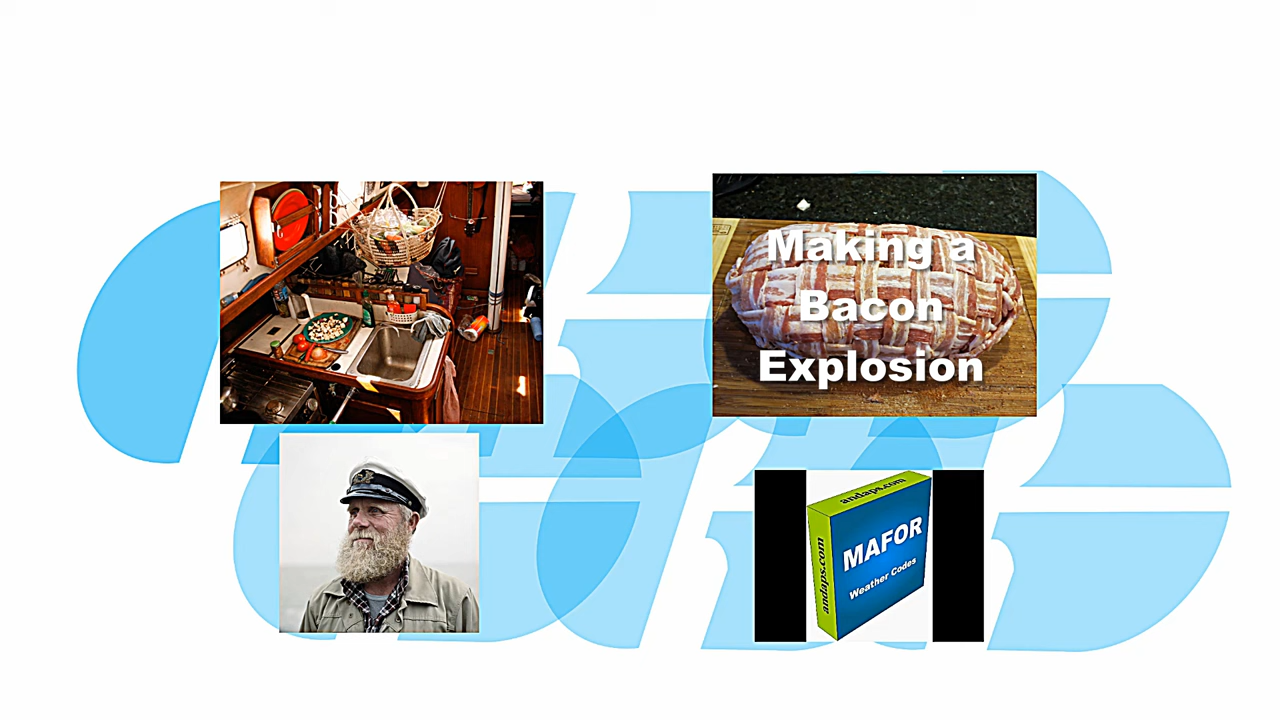 Making a
Bacon
Explosion
andaps.com
andaps.com
MAFOR
Weather Codes